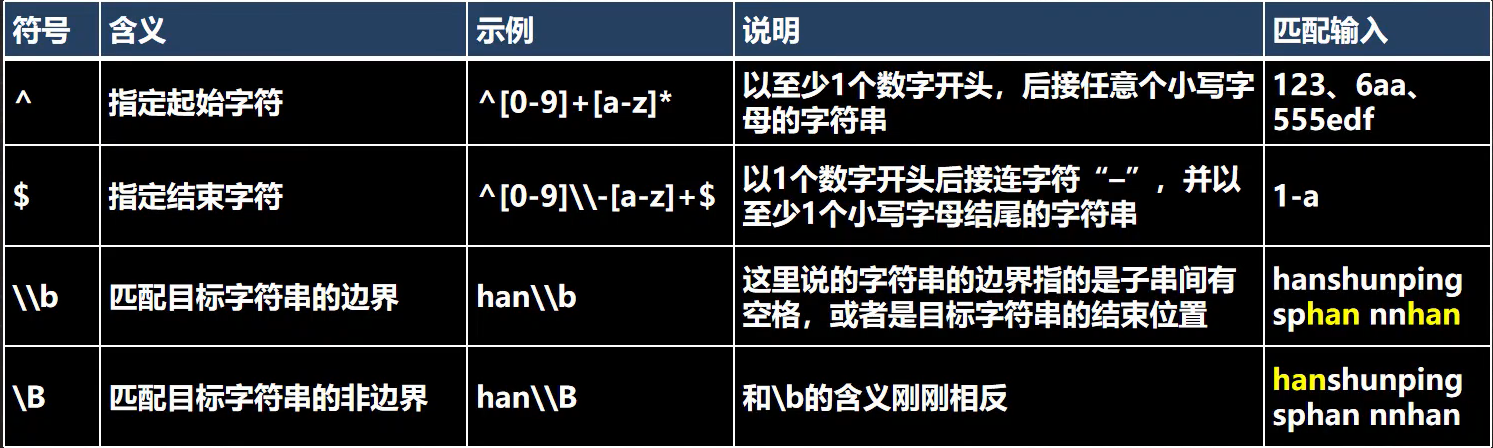 符号 含义 示例 说明 匹配输入
^ 指定起始字符 ^[0-9]+[a-z]* 以至少1个数字开头，后接任意个小写字 123、6aa、
母的字符串 555edf
$ 指定结束字符 ^[0-9]\\-[a-z]+$ 以1个数字开头后接连字符“–”，并以 1-a
至少1个小写字母结尾的字符串
\\b 匹配目标字符串的边界 han\\b 这里说的字符串的边界指的是子串间有 hanshunping
空格，或者是目标字符串的结束位置 sphan nnhan
\B 匹配目标字符串的非边界 han\\B 和\b的含义刚刚相反 hanshunping
sphan nnhan